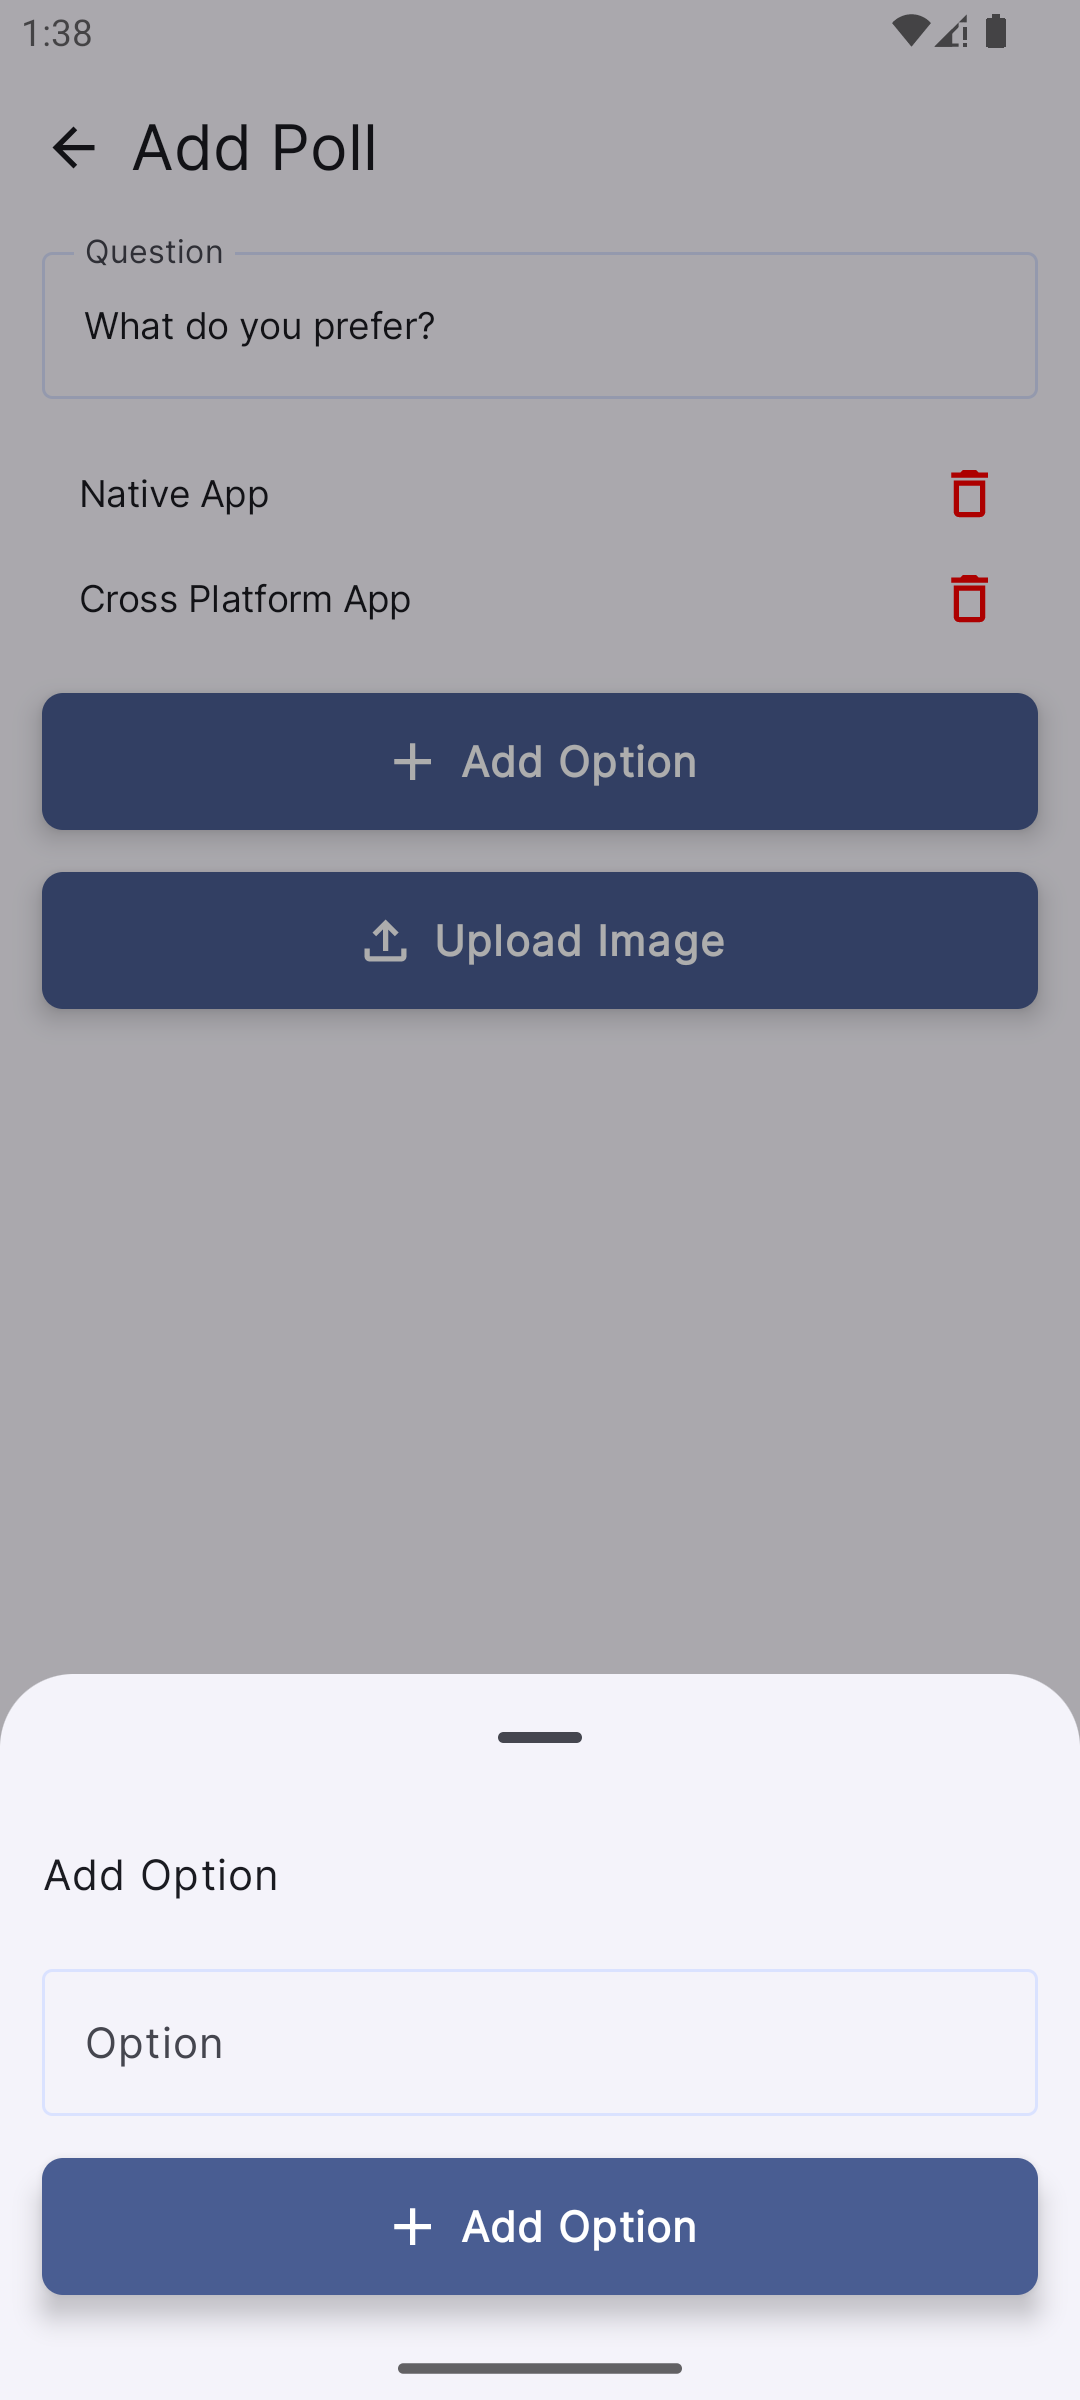 1:38
Add Poll
Question
What do you prefer?
Native App
Cross Platform App
Add Option
Upload Image
Add Option
Option
Add Option